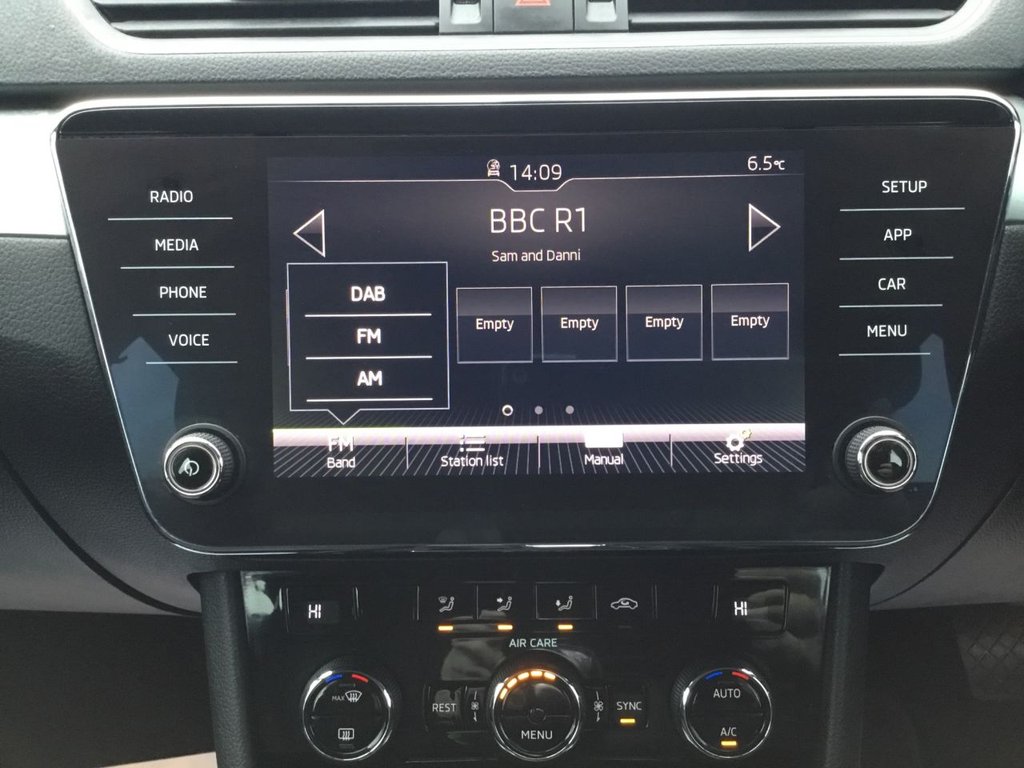 14:09
6.5°C
BBC R1
Sam and Danni
RADIO
MEDIA
PHONE
VOICE
DAB
FM
AM
Empty
Empty
Empty
Empty
SETUP
APP
CAR
MENU
FM
Band
Station list
Manual
Settings
HI
HI
AIR CARE
MAX
REST
MENU
SYNC
AUTO
A/C